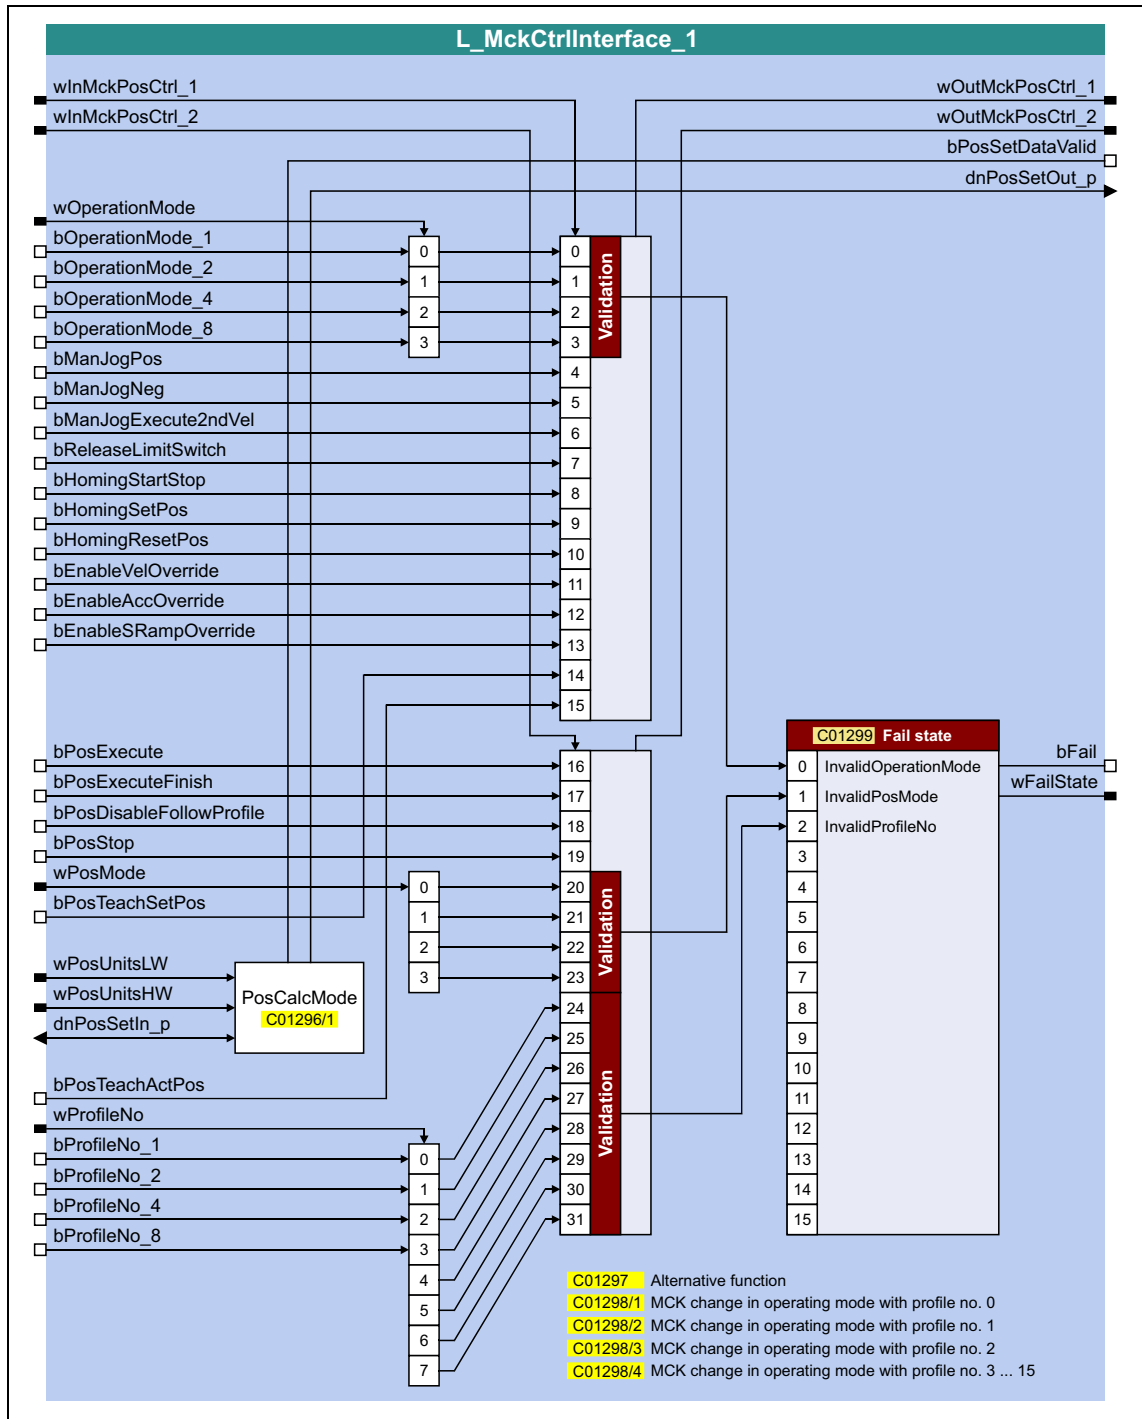 L_MckCtrlInterface_1
wInMckPosCtrl_1
wOutMckPosCtrl_1
wInMckPosCtrl_2
wOutMckPosCtrl_2
bPosSetDataValid
dnPosSetOut_p
wOperationMode
bOperationMode_1
0
0
bOperationMode_2
1
1
bOperationMode_4
2
2
bOperationMode_8
3
3
Validation
bManJogPos
4
bManJogNeg
5
bManJogExecute2ndVel
6
bReleaseLimitSwitch
7
bHomingStartStop
8
bHomingSetPos
9
bHomingResetPos
10
bEnableVelOverride
11
bEnableAccOverride
12
bEnableSRampOverride
13
14
15
bPosExecute
16
bPosExecuteFinish
17
bPosDisableFollowProfile
18
bPosStop
19
wPosMode
0
20
bPosTeachSetPos
1
21
2
22
3
23
Validation
wPosUnitsLW
wPosUnitsHW
dnPosSetIn_p
PosCalcMode
C01296/1
24
25
26
27
28
29
30
31
Validation
bPosTeachActPos
wProfileNo
bProfileNo_1
0
bProfileNo_2
1
bProfileNo_4
2
bProfileNo_8
3
4
5
6
7
C01299 Fail state
0 InvalidOperationMode
bFail
1 InvalidPosMode
wFailState
2 InvalidProfileNo
3
4
5
6
7
8
9
10
11
12
13
14
15
C01297 Alternative function
C01298/1 MCK change in operating mode with profile no. 0
C01298/2 MCK change in operating mode with profile no. 1
C01298/3 MCK change in operating mode with profile no. 2
C01298/4 MCK change in operating mode with profile no. 3 ... 15